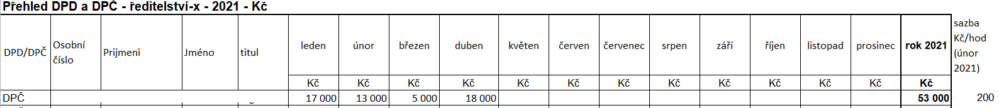 Přehled DPD a DPČ - ředitelství-x - 2021 - Kč
DPD/DPČ Osobní číslo Prijmeni Jméno titul leden únor březen duben květen červen červenec srpen září říjen listopad prosinec rok 2021 sazba Kč/hod (únor 2021)
Kč Kč Kč Kč Kč Kč Kč Kč Kč Kč Kč Kč Kč
DPČ 17 000 13 000 5 000 18 000 53 000 200